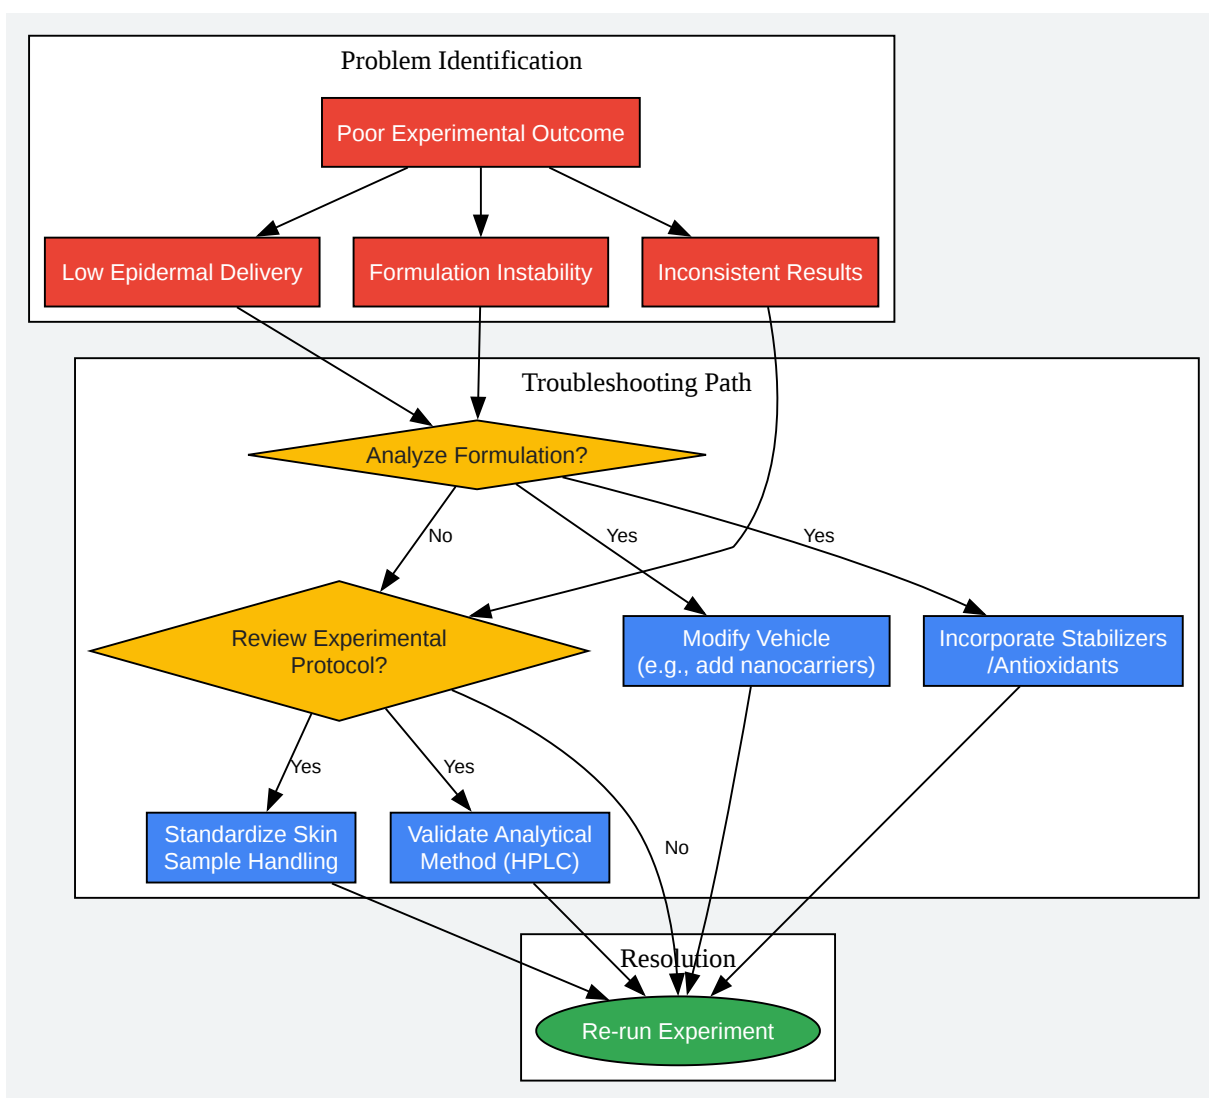 Problem Identification
Poor Experimental Outcome
Low Epidermal Delivery
Formulation Instability
Inconsistent Results
Troubleshooting Path
Analyze Formulation?
No
Yes
Yes
Review Experimental
Protocol?
Modify Vehicle
(e.g., add nanocarriers)
Incorporate Stabilizers
/Antioxidants
Yes
Yes
No
Standardize Skin
Sample Handling
Validate Analytical
Method (HPLC)
Resolution
Re-run Experiment